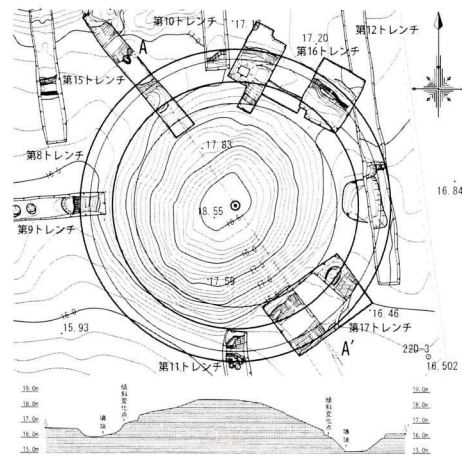 第10トレンチ
17.17
17.20
第12トレンチ
第16トレンチ
A
第15トレンチ
第8トレンチ
17.83
16.84
18.55
第9トレンチ
17.59
15.93
16.46
第17トレンチ
22D-3
16.502
第11トレンチ
A'
19.0m
18.0m
17.0m
16.0m
15.0m
溝端
傾斜変化点
傾斜変化点
溝端
19.0m
18.0m
17.0m
16.0m
15.0m